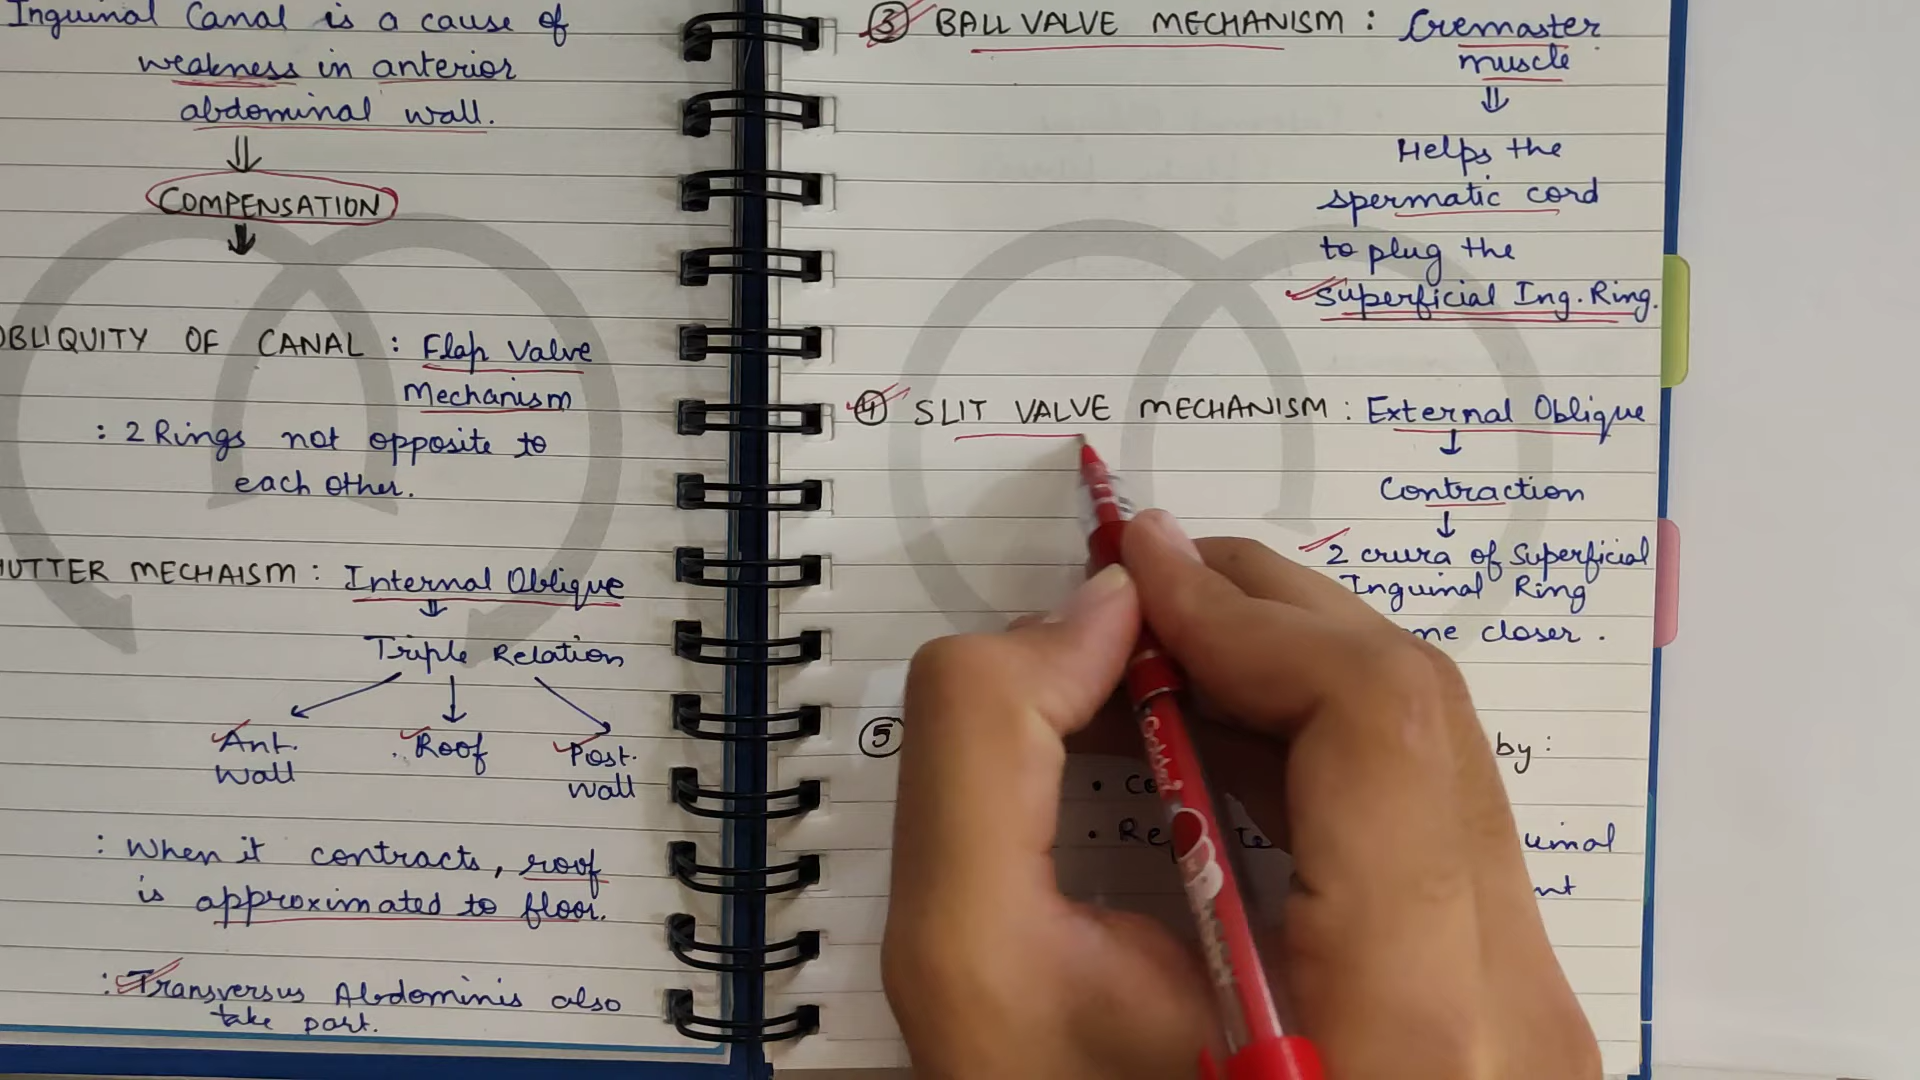 Inguinal Canal is a cause of
weakness in anterior
abdominal wall.
⇓
COMPENSATION
↓
OBLIQUITY OF CANAL : Flap Valve
Mechanism
: 2 Rings not opposite to
each other.
HUTTER MECHAISM : Internal Oblique
⇓
Triple Relation
Ant. Roof Post.
wall wall
: When it contracts, roof
is approximated to floor.
: Transversus Abdominis also
take part.
③ BALL VALVE MECHANISM : Cremaster
muscle
⇓
Helps the
spermatic cord
to plug the
Superficial Ing. Ring.
④ SLIT VALVE MECHANISM : External Oblique
↓
Contraction
↓
2 crura of Superficial
Inguinal Ring
me closer .
⑤ by :